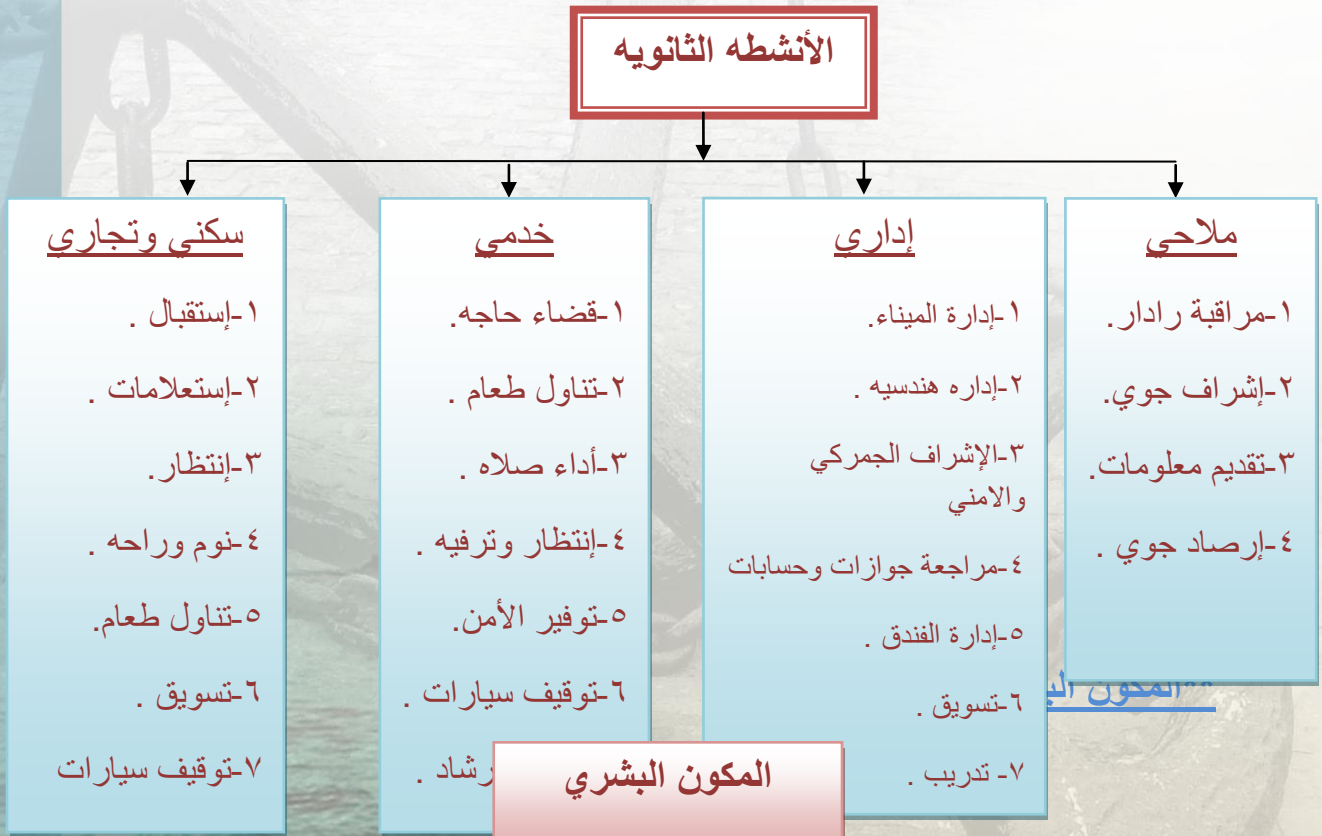 الأنشطه الثانويه
ملاحي
١-مراقبة رادار.
٢-إشراف جوي.
٣-تقديم معلومات.
٤-إرصاد جوي .
إداري
١-إدارة الميناء.
٢-إداره هندسيه .
٣-الإشراف الجمركي
والامني
٤-مراجعة جوازات وحسابات
٥-إدارة الفندق .
٦-تسويق .
٧- تدريب .
خدمي
١-قضاء حاجه.
٢-تناول طعام .
٣-أداء صلاه .
٤-إنتظار وترفيه .
٥-توفير الأمن.
٦-توقيف سيارات .
رشاد .
سكني وتجاري
١-إستقبال .
٢-إستعلامات .
٣-إنتظار.
٤-نوم وراحه .
٥-تناول طعام.
٦-تسويق .
٧-توقيف سيارات
**المكون
المكون البشري